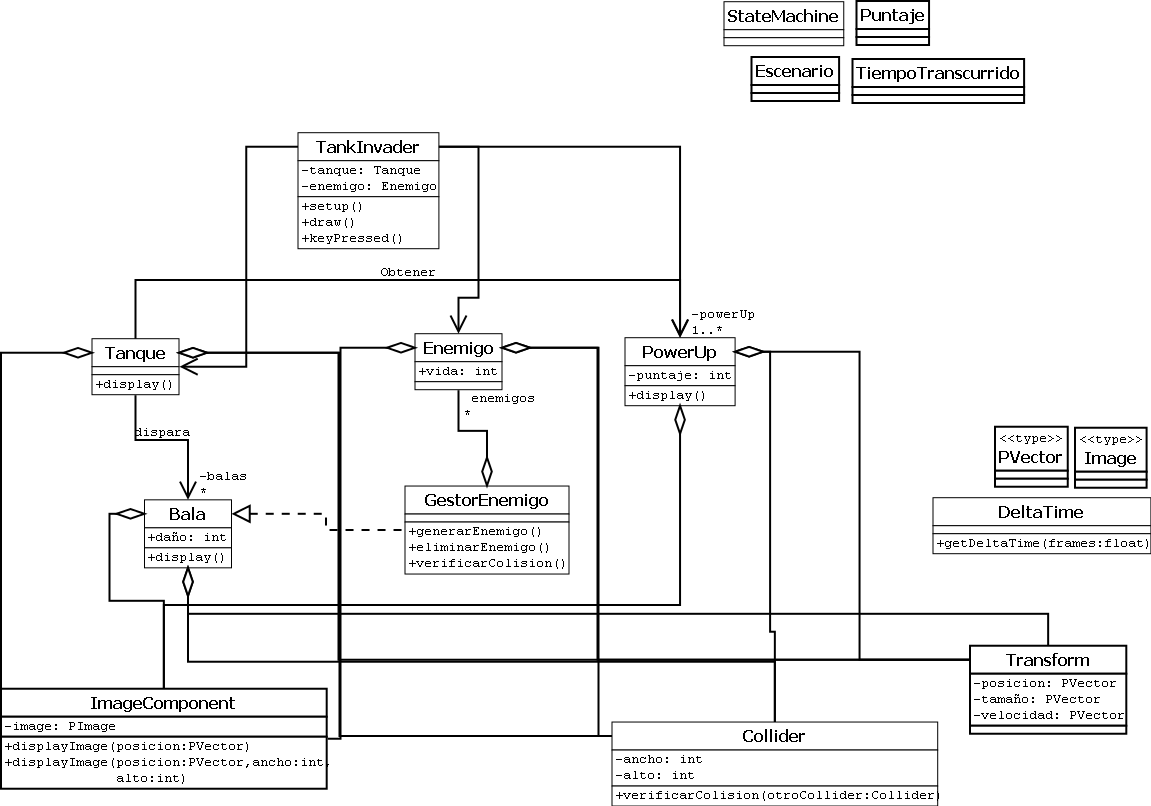 StateMachine
Puntaje
Escenario
TiempoTranscurrido
TankInvader
-tanque: Tanque
-enemigo: Enemigo
+setup()
+draw()
+keyPressed()
Obtener
-powerUp
1..*
Tanque
+display()
Enemigo
+vida: int
enemigos
*
PowerUp
-puntaje: int
+display()
dispara
-balas
*
Bala
+daño: int
+display()
GestorEnemigo
+generarEnemigo()
+eliminarEnemigo()
+verificarColision()
<<type>>
PVector
<<type>>
Image
DeltaTime
+getDeltaTime(frames:float)
Transform
-posicion: PVector
-tamaño: PVector
-velocidad: PVector
ImageComponent
-image: PImage
+displayImage(posicion:PVector)
+displayImage(posicion:PVector,ancho:int,
alto:int)
Collider
-ancho: int
-alto: int
+verificarColision(otroCollider:Collider)